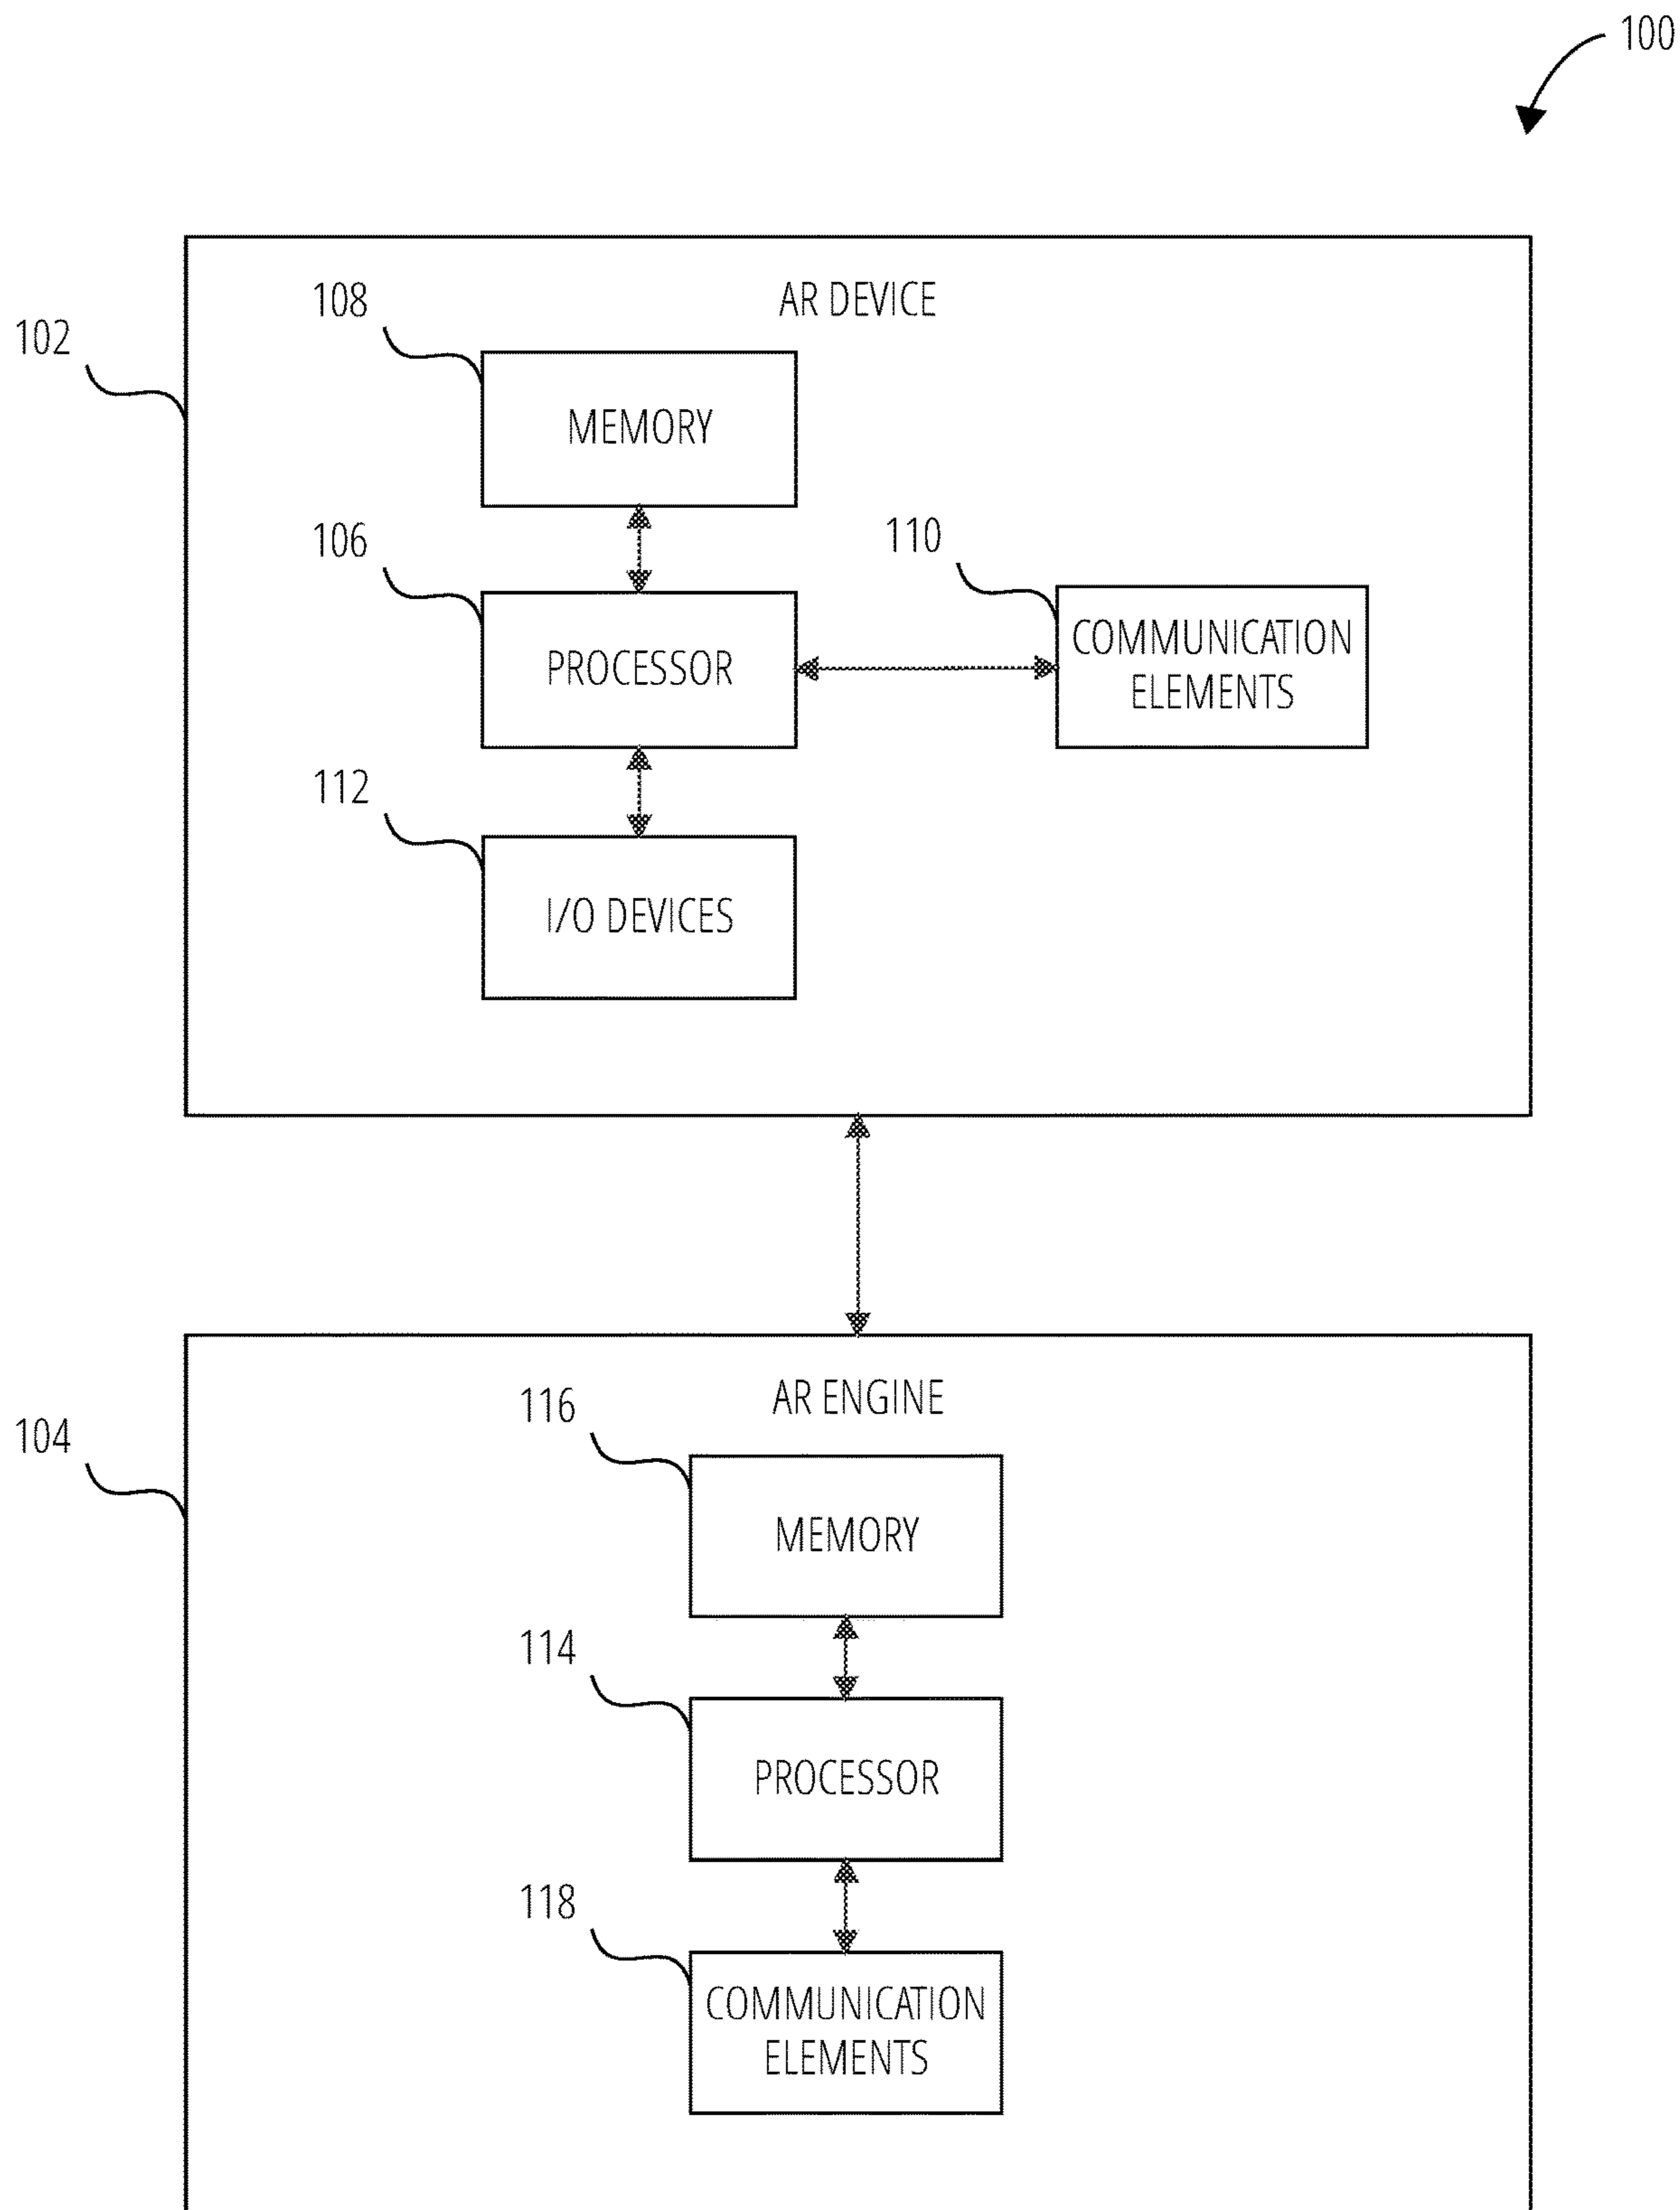 100
AR DEVICE
108
102
MEMORY
106
110
PROCESSOR
COMMUNICATION
ELEMENTS
112
I/O DEVICES
AR ENGINE
116
104
MEMORY
114
PROCESSOR
118
COMMUNICATION
ELEMENTS